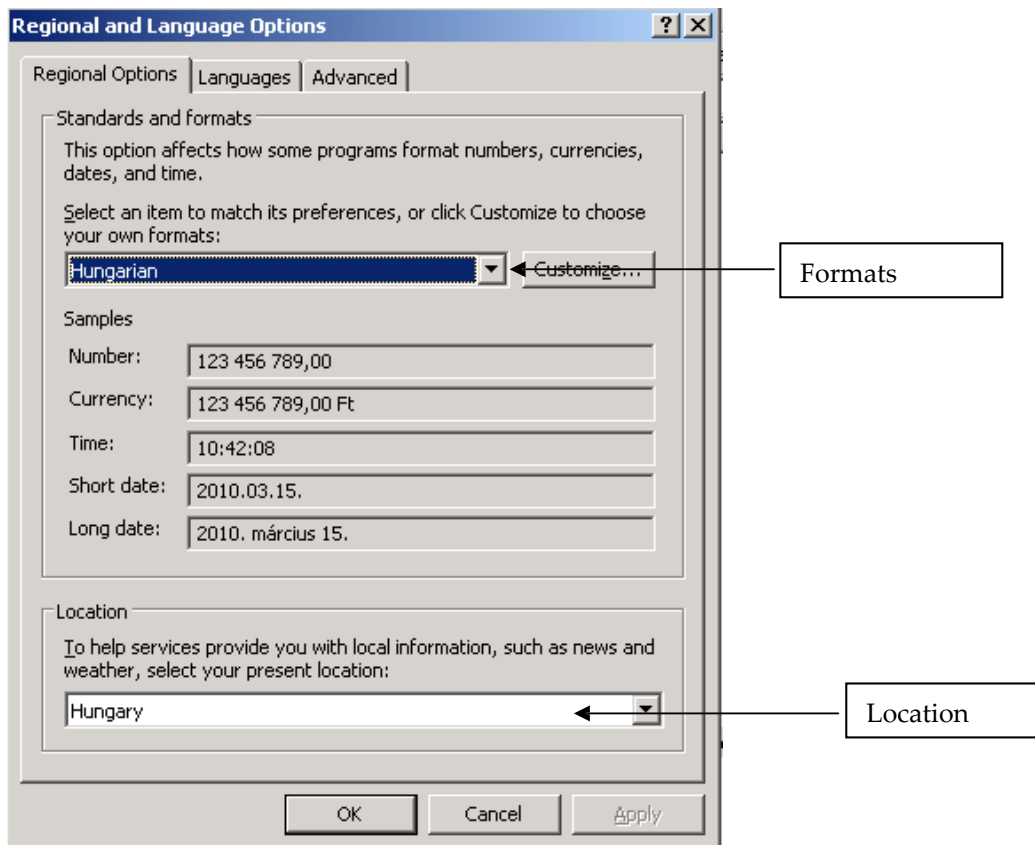 Regional and Language Options
Regional Options
Languages
Advanced
Standards and formats
This option affects how some programs format numbers, currencies,
dates, and time.
Select an item to match its preferences, or click Customize to choose
your own formats:
Hungarian
Customize...
Formats
Samples
Number:
123 456 789,00
Currency:
123 456 789,00 Ft
Time:
10:42:08
Short date:
2010.03.15.
Long date:
2010. március 15.
Location
To help services provide you with local information, such as news and
weather, select your present location:
Hungary
Location
OK
Cancel
Apply